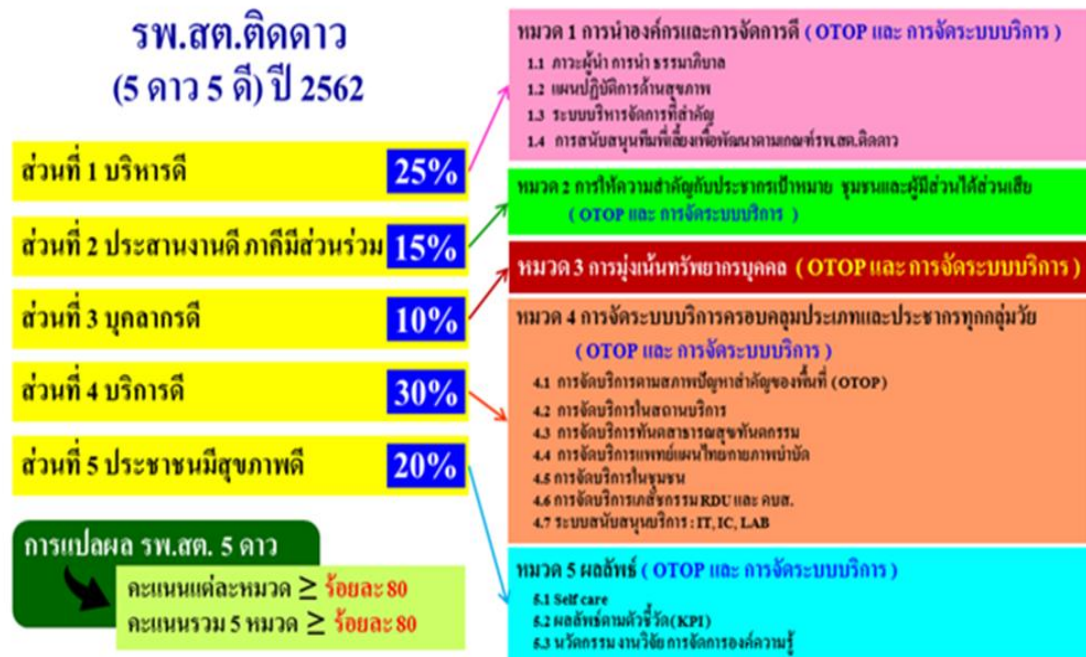 รพ.สต.ติดดาว
(5 ดาว 5 ดี) ปี 2562
ส่วนที่ 1 บริหารดี 25%
ส่วนที่ 2 ประสานงานดี ภาคีมีส่วนร่วม 15%
ส่วนที่ 3 บุคลากรดี 10%
ส่วนที่ 4 บริการดี 30%
ส่วนที่ 5 ประชาชนมีสุขภาพดี 20%
การแปลผล รพ.สต. 5 ดาว
คะแนนแต่ละหมวด ≥ ร้อยละ 80
คะแนนรวม 5 หมวด ≥ ร้อยละ 80
หมวด 1 การนำองค์กรและการจัดการดี ( OTOP และ การจัดระบบบริการ )
1.1 ภาวะผู้นำ การนำ ธรรมาภิบาล
1.2 แผนปฏิบัติการด้านสุขภาพ
1.3 ระบบบริหารจัดการที่สำคัญ
1.4 การสนับสนุนทีมพี่เลี้ยงเพื่อพัฒนาตามเกณฑ์รพ.สต.ติดดาว
หมวด 2 การให้ความสำคัญกับประชากรเป้าหมาย ชุมชนและผู้มีส่วนได้ส่วนเสีย
( OTOP และ การจัดระบบบริการ )
หมวด 3 การมุ่งเน้นทรัพยากรบุคคล ( OTOP และ การจัดระบบบริการ )
หมวด 4 การจัดระบบบริการครอบคลุมประเภทและประชากรทุกกลุ่มวัย
( OTOP และ การจัดระบบบริการ )
4.1 การจัดบริการตามสภาพปัญหาสำคัญของพื้นที่ (OTOP)
4.2 การจัดบริการในสถานบริการ
4.3 การจัดบริการทันตสาธารณสุขทันตกรรม
4.4 การจัดบริการแพทย์แผนไทยกายภาพบำบัด
4.5 การจัดบริการในชุมชน
4.6 การจัดบริการเภสัชกรรม RDU และ คบส.
4.7 ระบบสนับสนุนบริการ : IT, IC, LAB
หมวด 5 ผลลัพธ์ ( OTOP และ การจัดระบบบริการ )
5.1 Self care
5.2 ผลลัพธ์ตามตัวชี้วัด(KPI)
5.3 นวัตกรรม งานวิจัย การจัดการองค์ความรู้